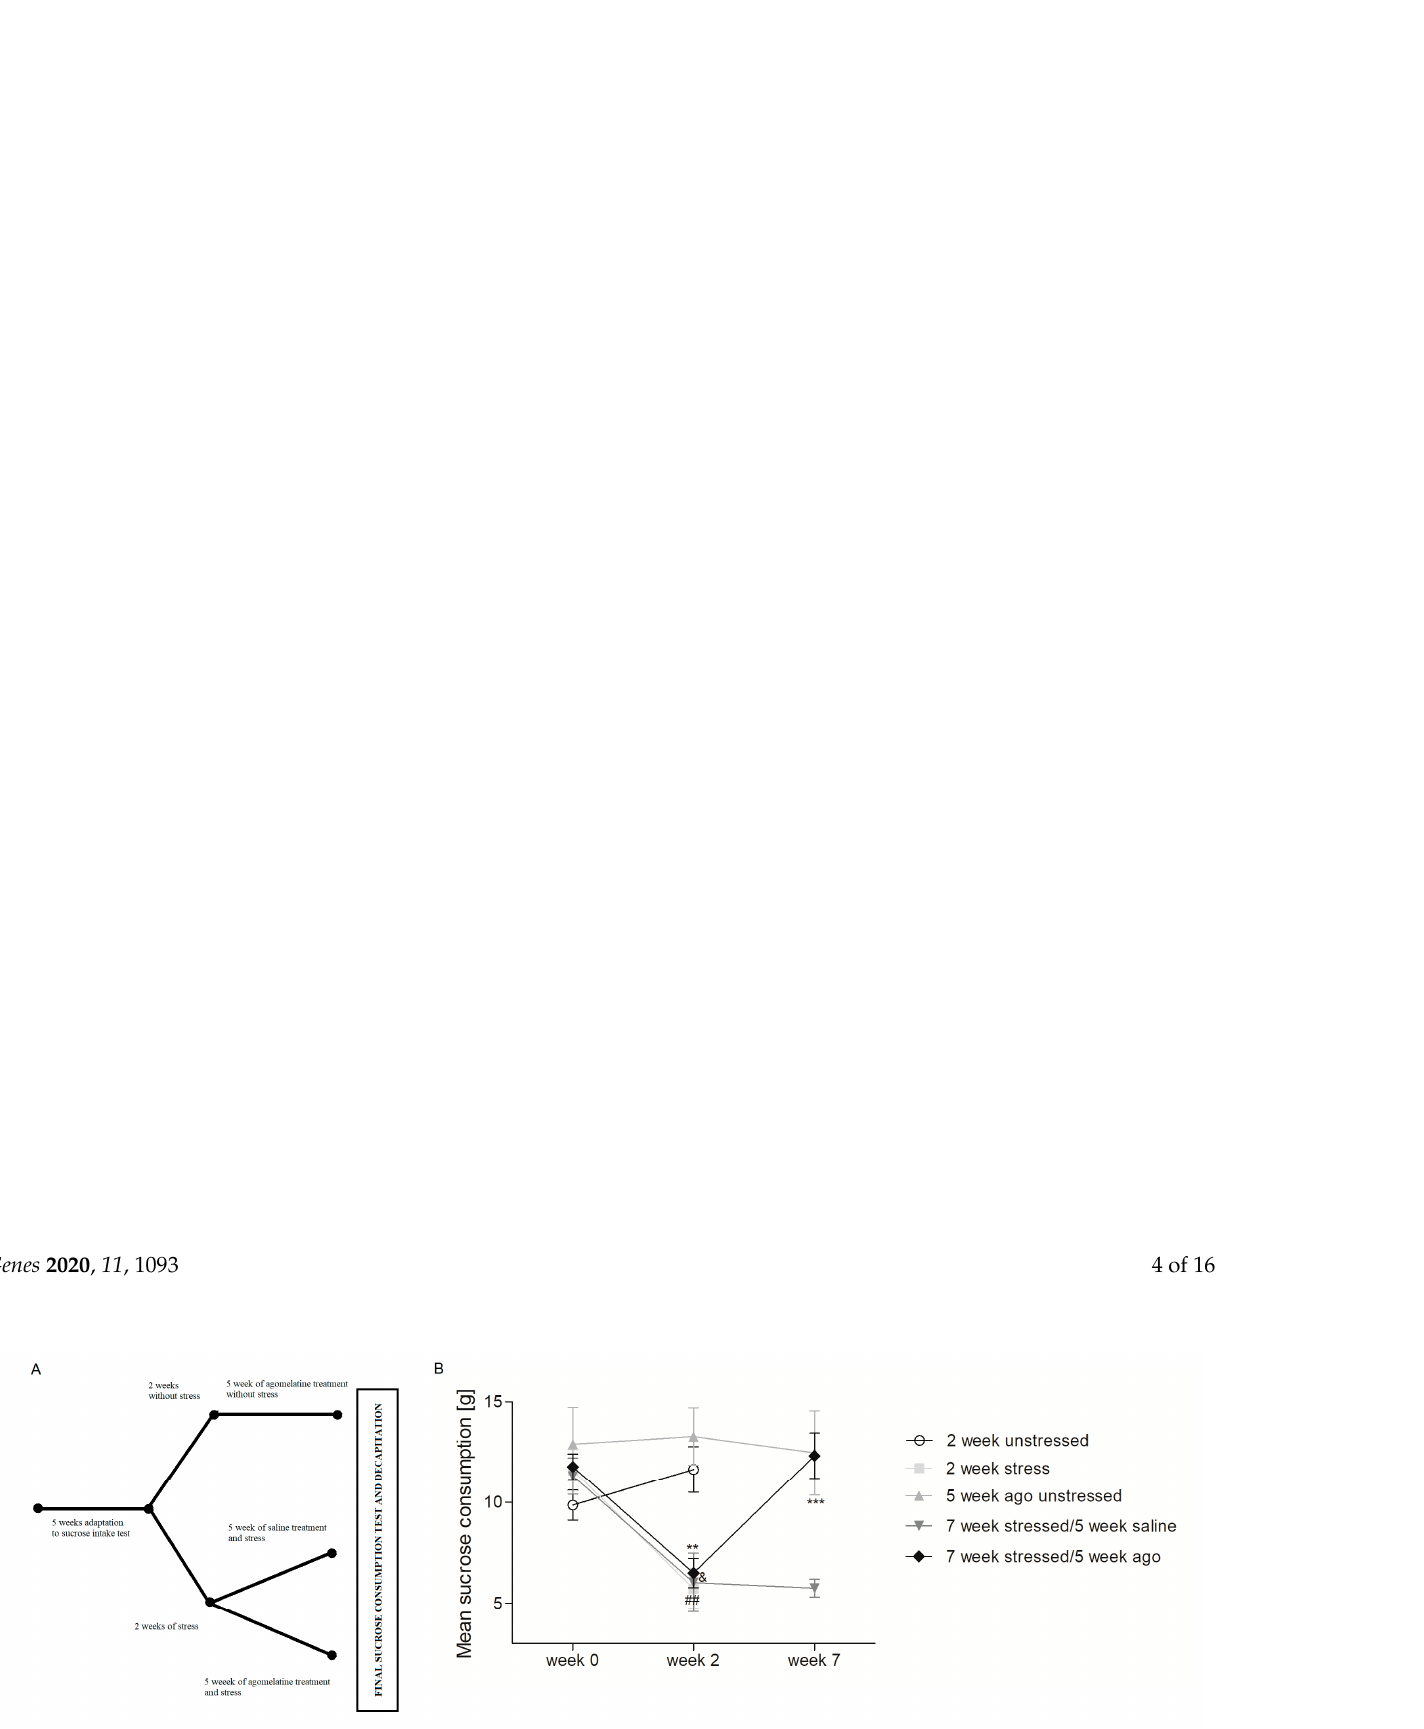 enes 2020, 11, 1093
4 of 16
A
2 weeks
without stress
5 week of agomelatine treatment
without stress
5 weeks adaptation
to sucrose intake test
5 week of saline treatment
and stress
2 weeks of stress
5 weeek of agomelatine treatment
and stress
FINAL SUCROSE CONSUMPTION TEST AND DECAPITATION
B
Mean sucrose consumption [g]
15
10
5
**
&
##
***
week 0
week 2
week 7
2 week unstressed
2 week stress
5 week ago unstressed
7 week stressed/5 week saline
7 week stressed/5 week ago